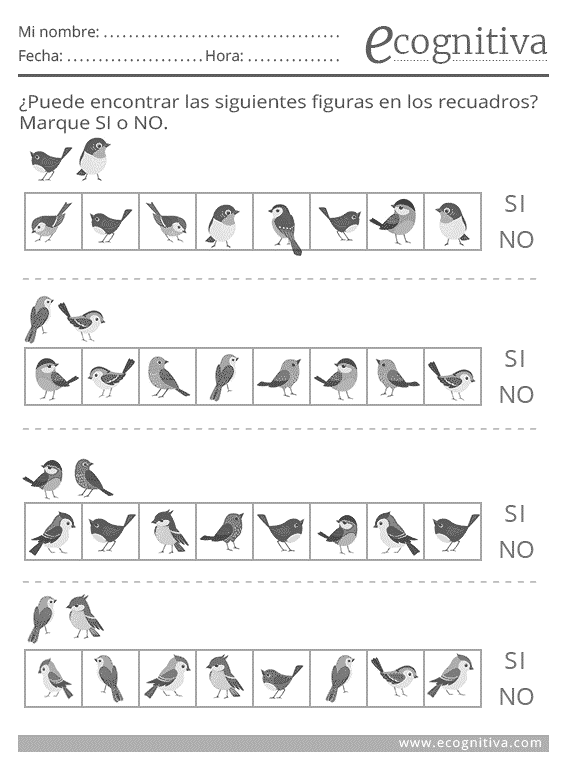 Mi nombre: ......................................
Fecha: ...................... Hora: ...............
ecognitiva
¿Puede encontrar las siguientes figuras en los recuadros?
Marque SI o NO.
SI
NO
SI
NO
SI
NO
SI
NO
www.ecognitiva.com